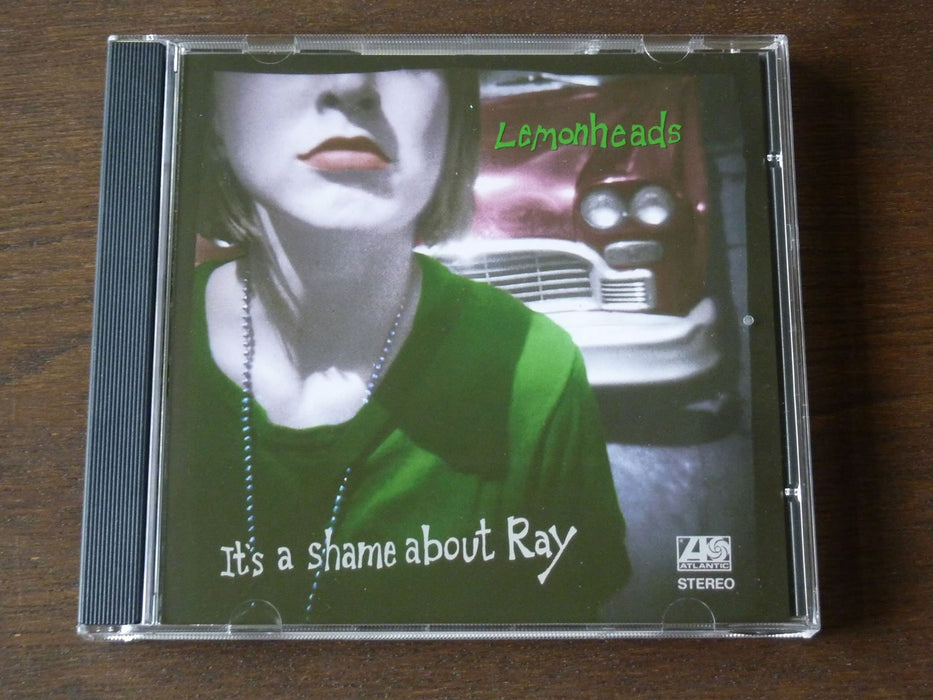 Lemonheads
It's a shame about Ray
ATLANTIC
STEREO